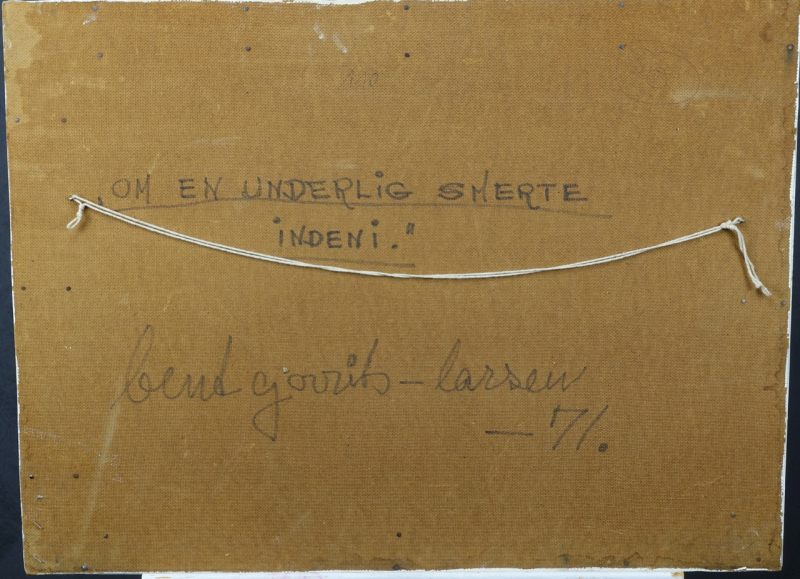 „OM EN UNDERLIG SMERTE
INDENI."
bent gorrits-larsen
-71.